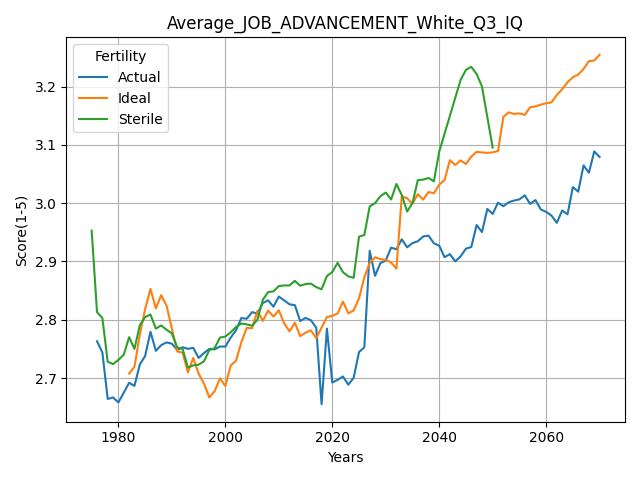 Average_JOB_ADVANCEMENT_White_Q3_IQ
Fertility
Actual
Ideal
Sterile
Score(1-5)
3.2
3.1
3.0
2.9
2.8
2.7
1980
2000
2020
2040
2060
Years